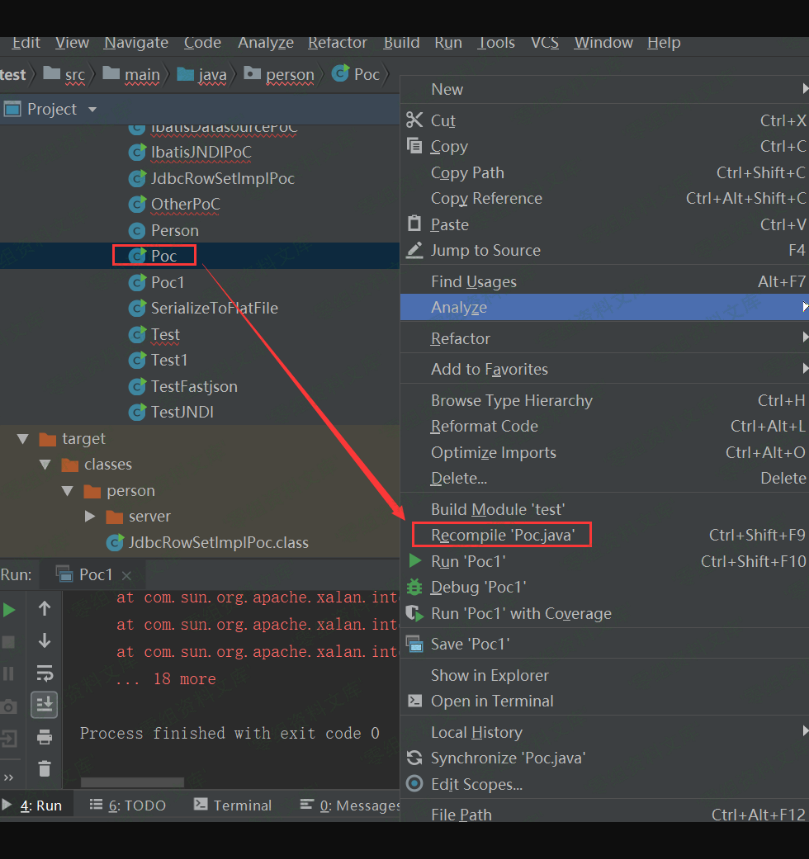 Edit View Navigate Code Analyze Refactor Build Run Tools VCS Window Help
test src main java person Poc
Project
IbatisDatasourcePoC
IbatisJNDIPoC
JdbcRowSetImplPoc
OtherPoC
Person
Poc
Poc1
SerializeToFlatFile
Test
Test1
TestFastjson
TestJNDI
target
classes
person
server
JdbcRowSetImplPoc.class
New
Cut Ctrl+X
Copy Ctrl+C
Copy Path Ctrl+Shift+C
Copy Reference Ctrl+Alt+Shift+C
Paste Ctrl+V
Jump to Source F4
Find Usages Alt+F7
Analyze
Refactor
Add to Favorites
Browse Type Hierarchy Ctrl+H
Reformat Code Ctrl+Alt+L
Optimize Imports Ctrl+Alt+O
Delete... Delete
Build Module 'test'
Recompile 'Poc.java' Ctrl+Shift+F9
Run 'Poc1' Ctrl+Shift+F10
Debug 'Poc1'
Run 'Poc1' with Coverage
Save 'Poc1'
Show in Explorer
Open in Terminal
Local History
Synchronize 'Poc.java'
Edit Scopes...
File Path Ctrl+Alt+F12
Run: Poc1
at com.sun.org.apache.xalan.int
at com.sun.org.apache.xalan.int
at com.sun.org.apache.xalan.int
... 18 more
Process finished with exit code 0
4: Run 6: TODO Terminal 0: Messages